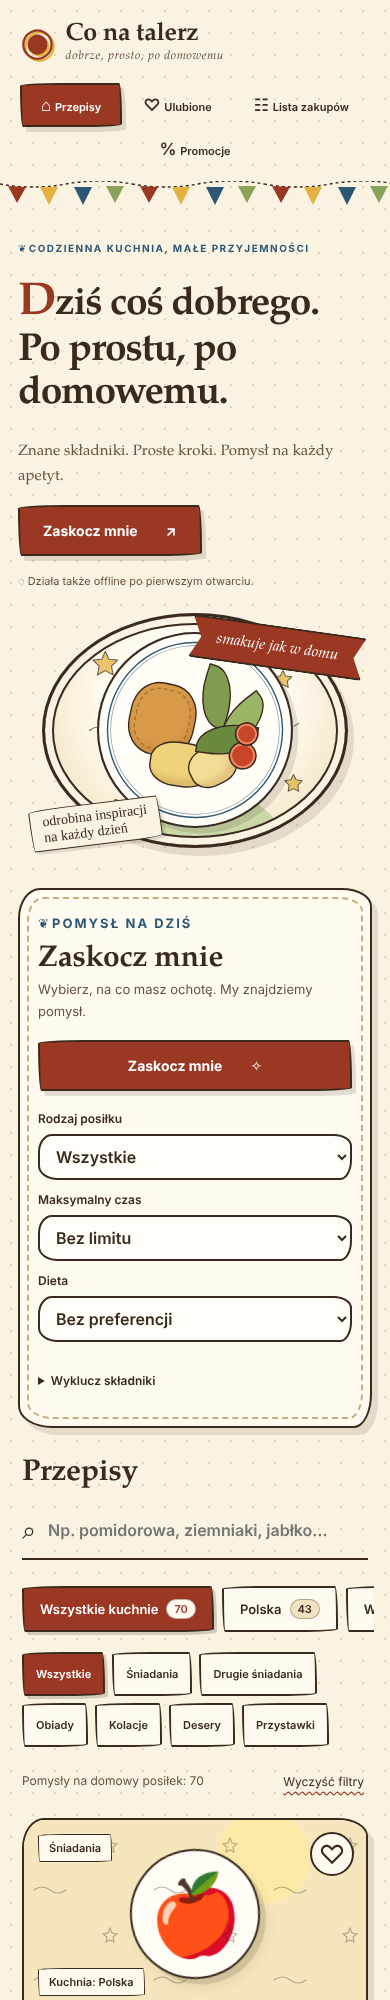 Co na talerz
dobrze, prosto, po domowemu
Przepisy
Ulubione
Lista zakupów
% Promocje
CODZIENNA KUCHNIA, MAŁE PRZYJEMNOŚCI
Dziś coś dobrego.
Po prostu, po
domowemu.
Znane składniki. Proste kroki. Pomysł na każdy
apetyt.
Zaskocz mnie
Działa także offline po pierwszym otwarciu.
smakuje jak w domu
odrobina inspiracji
na każdy dzień
POMYSŁ NA DZIŚ
Zaskocz mnie
Wybierz, na co masz ochotę. My znajdziemy
pomysł.
Zaskocz mnie
Rodzaj posiłku
Wszystkie
Maksymalny czas
Bez limitu
Dieta
Bez preferencji
Wyklucz składniki
Przepisy
Np. pomidorowa, ziemniaki, jabłko...
Wszystkie kuchnie 70
Polska 43
W
Wszystkie
Śniadania
Drugie śniadania
Obiady
Kolacje
Desery
Przystawki
Pomysły na domowy posiłek: 70
Wyczyść filtry
Śniadania
Kuchnia: Polska